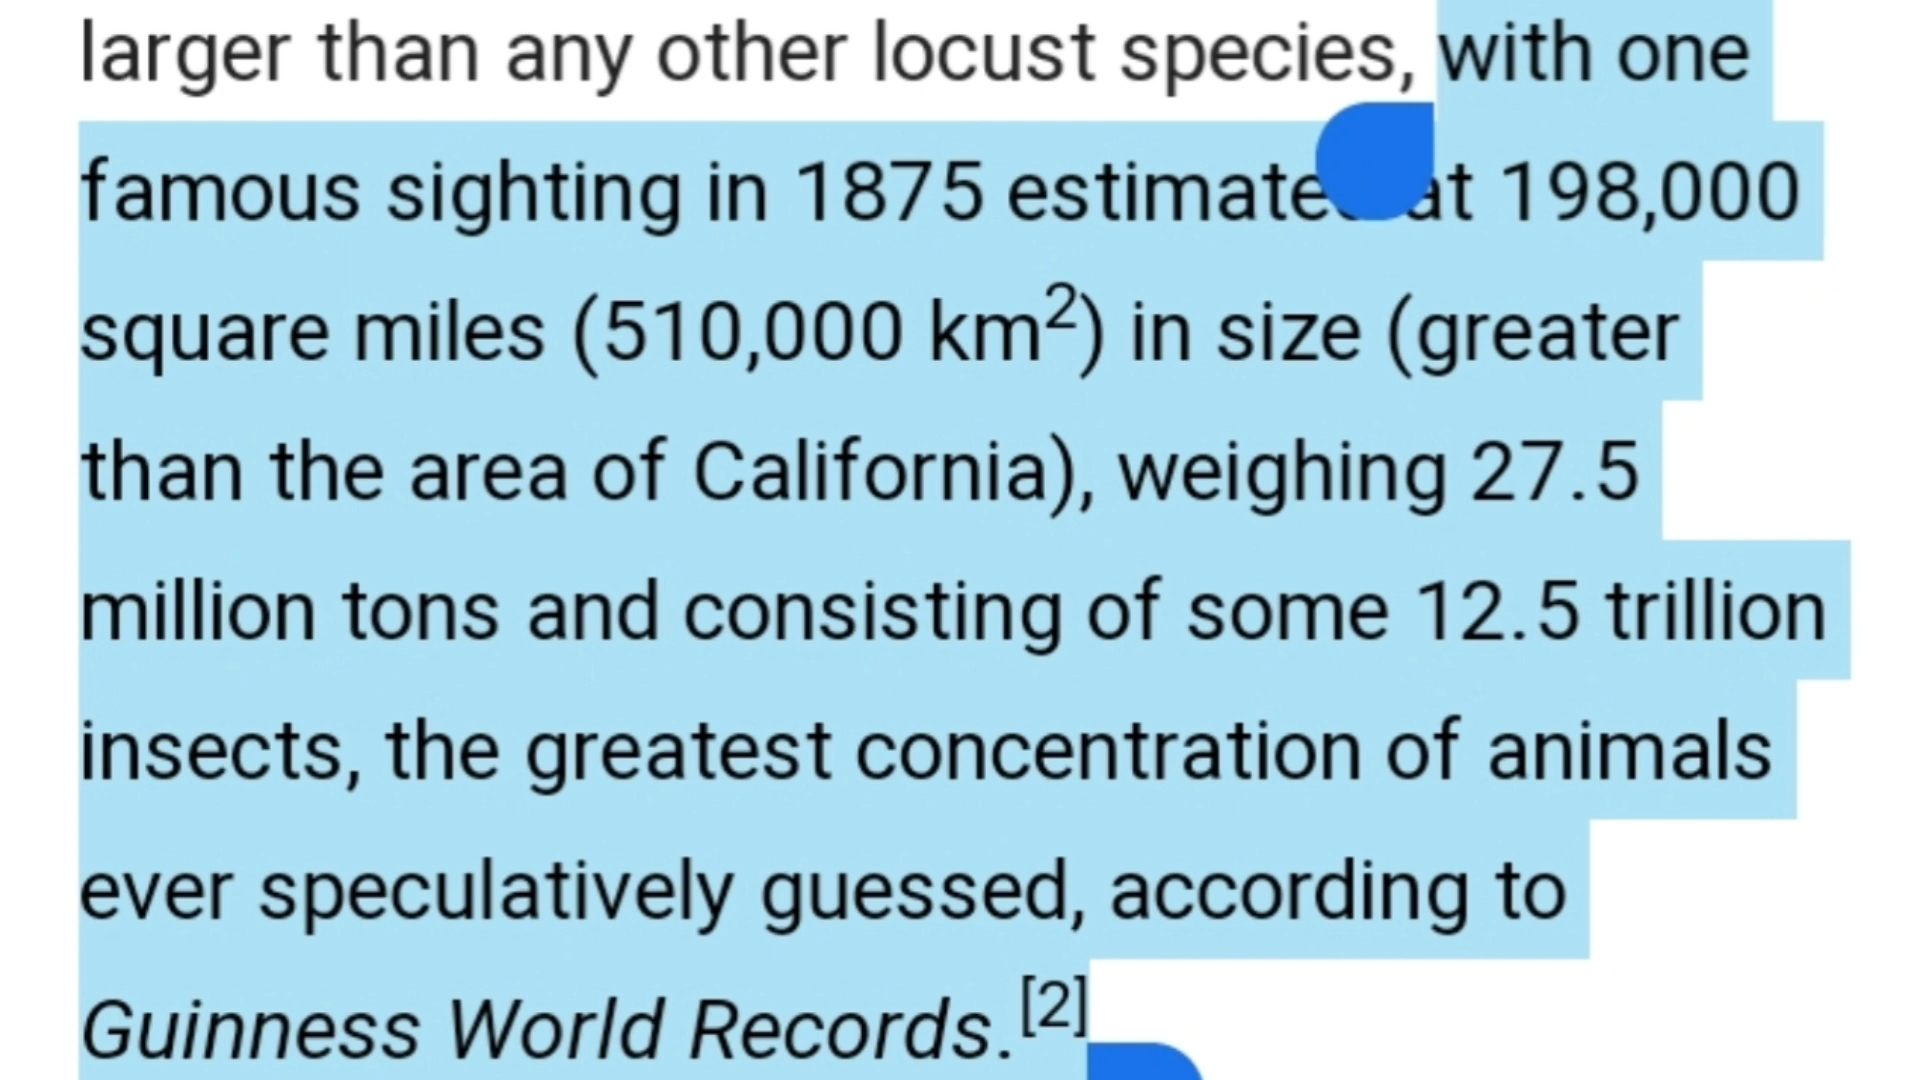 larger than any other locust species, with one
famous sighting in 1875 estimated at 198,000
square miles (510,000 km²) in size (greater
than the area of California), weighing 27.5
million tons and consisting of some 12.5 trillion
insects, the greatest concentration of animals
ever speculatively guessed, according to
Guinness World Records.[2]